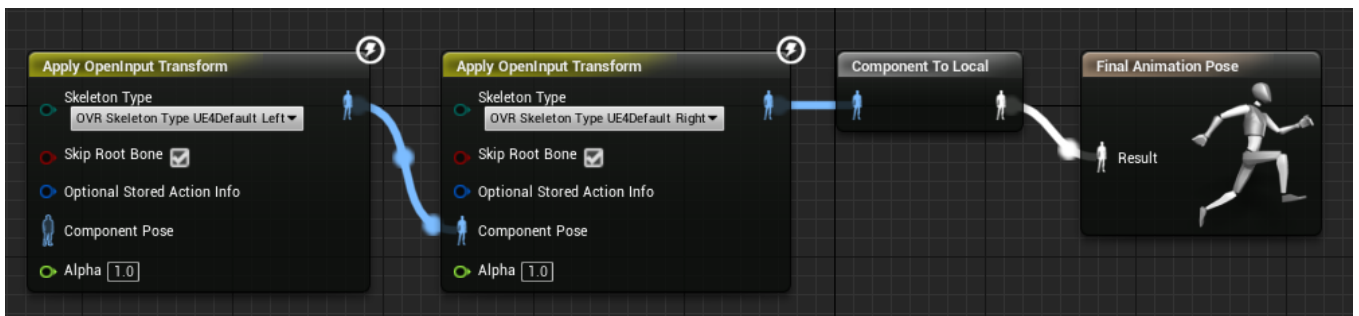 Apply OpenInput Transform
Skeleton Type
OVR Skeleton Type UE4Default Left
Skip Root Bone
Optional Stored Action Info
Component Pose
Alpha 1.0
Apply OpenInput Transform
Skeleton Type
OVR Skeleton Type UE4Default Right
Skip Root Bone
Optional Stored Action Info
Component Pose
Alpha 1.0
Component To Local
Final Animation Pose
Result